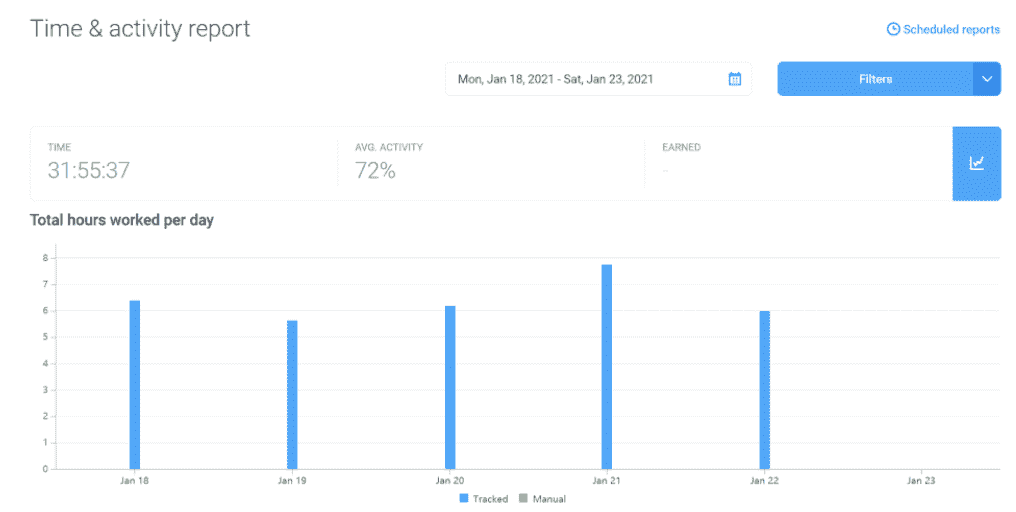 Time & activity report
Scheduled reports
Mon, Jan 18, 2021 - Sat, Jan 23, 2021
Filters
TIME
AVG. ACTIVITY
EARNED
31:55:37
72%
-
Total hours worked per day
8
7
6
5
4
3
2
1
0
Jan 18
Jan 19
Jan 20
Jan 21
Jan 22
Jan 23
Tracked
Manual